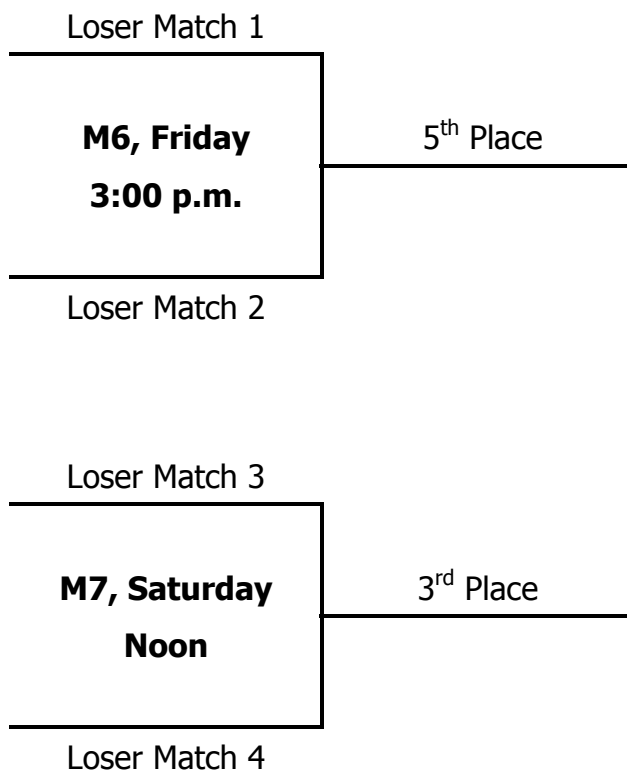 Loser Match 1
M6, Friday
5th Place
3:00 p.m.
Loser Match 2
Loser Match 3
M7, Saturday
3rd Place
Noon
Loser Match 4